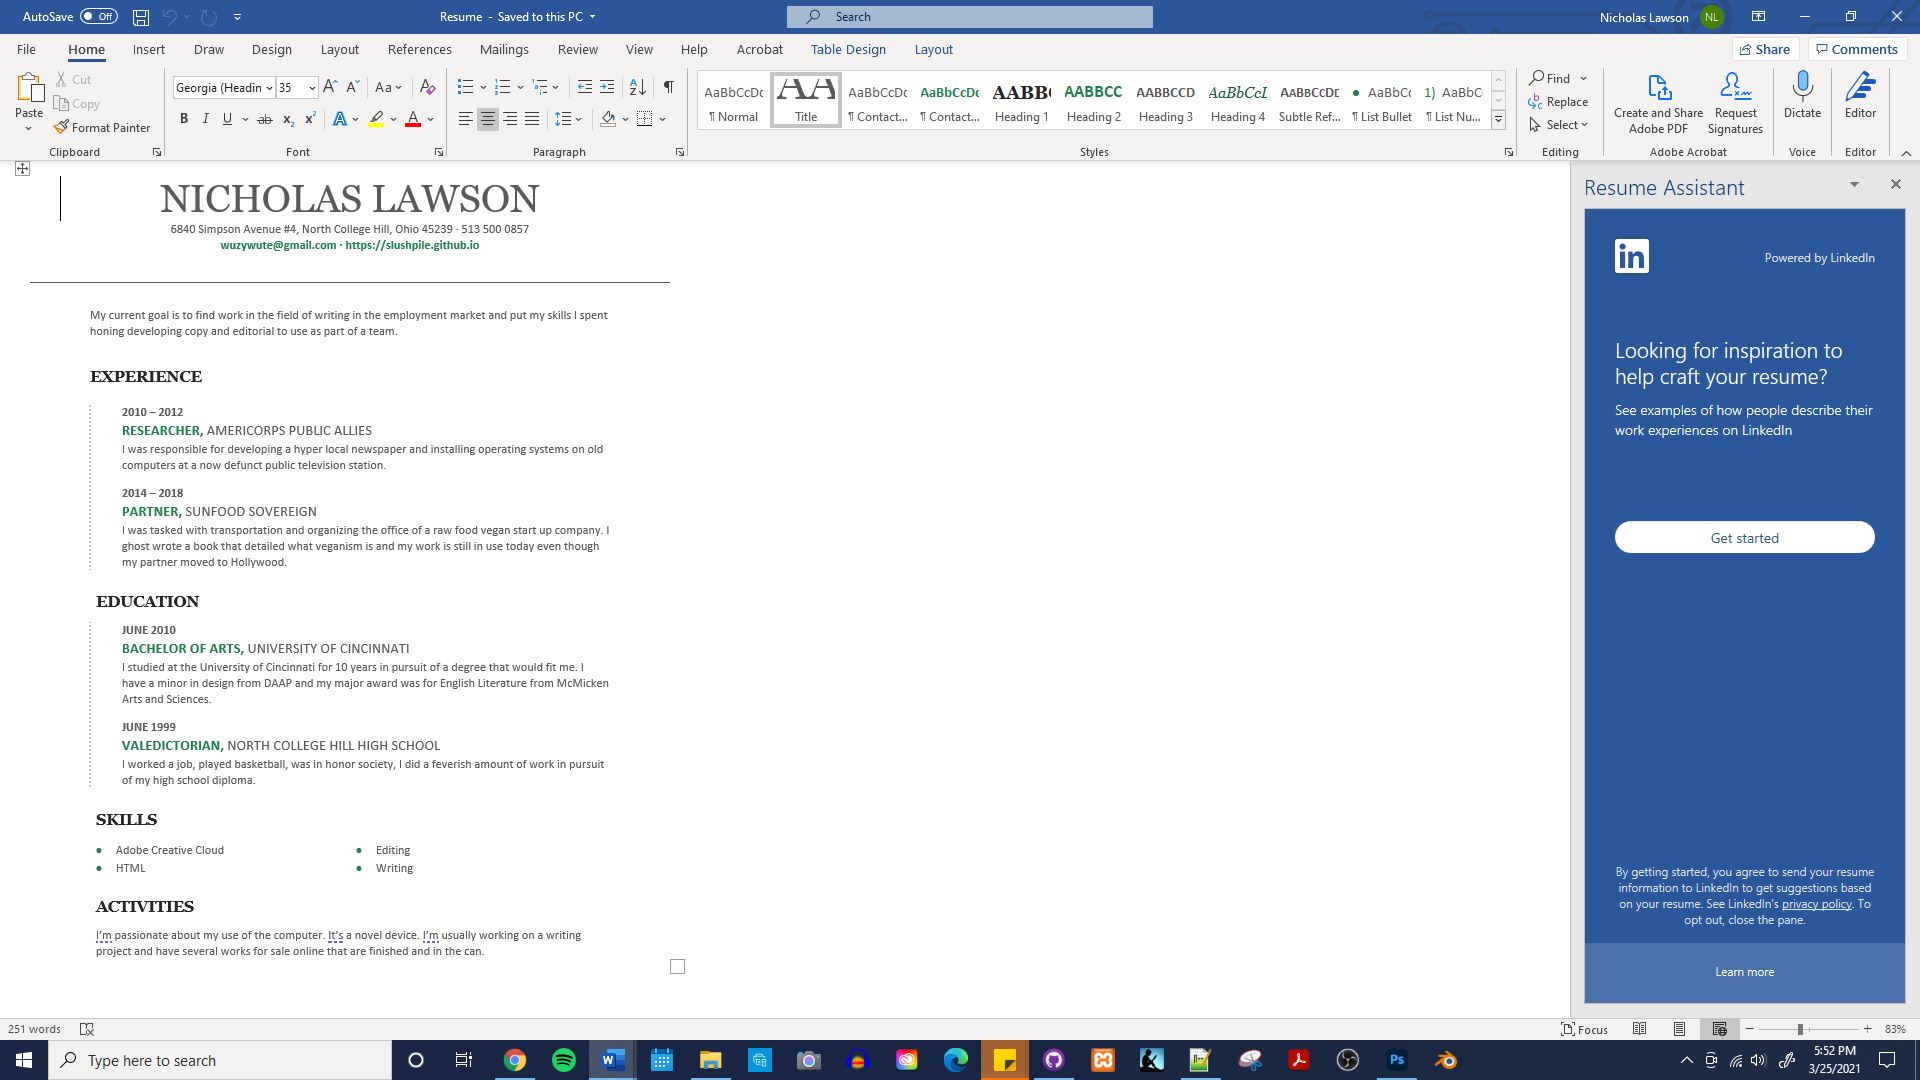 AutoSave Off
Resume - Saved to this PC
Search
Nicholas Lawson NL
File Home Insert Draw Design Layout References Mailings Review View Help Acrobat Table Design Layout
Share Comments
Paste
Cut
Copy
Format Painter
Clipboard
Georgia (Headin 35
Aa
B I U ab x₂ x² A A
Font
Paragraph
AaBbCcDc AA AaBbCcDc AaBbCcDc AABB AABBCC AABBCCD AaBbCcI AABBCCDE AaBbCc 1) AaBbC
¶ Normal Title ¶ Contact... ¶ Contact... Heading 1 Heading 2 Heading 3 Heading 4 Subtle Ref... ¶ List Bullet ¶ List Nu...
Styles
Find
Replace
Select
Editing
Create and Share
Adobe PDF
Request
Signatures
Adobe Acrobat
Dictate
Voice
Editor
Editor
NICHOLAS LAWSON
6840 Simpson Avenue #4, North College Hill, Ohio 45239 · 513 500 0857
wuzywute@gmail.com · https://slushpile.github.io
My current goal is to find work in the field of writing in the employment market and put my skills I spent
honing developing copy and editorial to use as part of a team.
EXPERIENCE
2010 – 2012
RESEARCHER, AMERICORPS PUBLIC ALLIES
I was responsible for developing a hyper local newspaper and installing operating systems on old
computers at a now defunct public television station.
2014 – 2018
PARTNER, SUNFOOD SOVEREIGN
I was tasked with transportation and organizing the office of a raw food vegan start up company. I
ghost wrote a book that detailed what veganism is and my work is still in use today even though
my partner moved to Hollywood.
EDUCATION
JUNE 2010
BACHELOR OF ARTS, UNIVERSITY OF CINCINNATI
I studied at the University of Cincinnati for 10 years in pursuit of a degree that would fit me. I
have a minor in design from DAAP and my major award was for English Literature from McMicken
Arts and Sciences.
JUNE 1999
VALEDICTORIAN, NORTH COLLEGE HILL HIGH SCHOOL
I worked a job, played basketball, was in honor society, I did a feverish amount of work in pursuit
of my high school diploma.
SKILLS
• Adobe Creative Cloud
• HTML
• Editing
• Writing
ACTIVITIES
I'm passionate about my use of the computer. It's a novel device. I'm usually working on a writing
project and have several works for sale online that are finished and in the can.
Resume Assistant
in
Powered by LinkedIn
Looking for inspiration to
help craft your resume?
See examples of how people describe their
work experiences on LinkedIn
Get started
By getting started, you agree to send your resume
information to LinkedIn to get suggestions based
on your resume. See LinkedIn's privacy policy. To
opt out, close the pane.
Learn more
251 words
Focus
83%
Type here to search
5:52 PM
3/25/2021